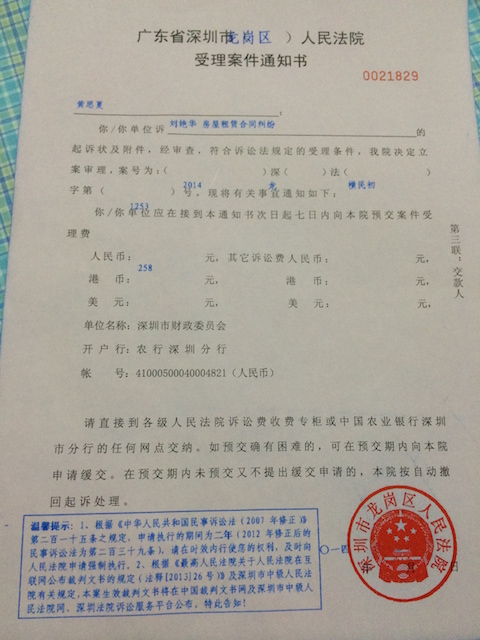 广东省深圳市龙岗区 ）人民法院
受理案件通知书
0021829
黄思夏 ：
你/你单位诉 刘艳华 房屋租赁合同纠纷 的
起诉状及附件，经审查，符合诉讼法规定的受理条件，我院决定立
案审理，案号为：（ ）深（ ）法（ ）
2014 龙 横民初
字第（ ）号，现将有关事宜通知如下：
1253
你/你单位应在接到本通知书次日起七日内向本院预交案件受
理费
人民币： 元，其它诉讼费人民币： 元，
258
港 币： 元， 港 币： 元，
美 元： 元， 美 元： 元，
第三联：交款人
单位名称：深圳市财政委员会
开 户 行：农行深圳分行
帐 号：41000500040004821（人民币）
请直接到各级人民法院诉讼费收费专柜或中国农业银行深圳
市分行的任何网点交纳。如预交确有困难的，可在预交期内向本院
申请缓交。在预交期内未预交又不提出缓交申请的，本院按自动撤
回起诉处理。
温馨提示：1、根据《中华人民共和国民事诉讼法（2007 年修正）》
第二百一十五条之规定，申请执行的期间为二年（2012 年修正后的
民事诉讼法为第二百三十九条），请在时效内行使您的权利，及时向
人民法院申请强制执行。2、根据《最高人民法院关于人民法院在互
联网公布裁判文书的规定（法释[2013]26 号）》及深圳市中级人民法
院有关规定，本案生效裁判文书将在中国裁判文书网及深圳市中级人
民法院网、深圳法院诉讼服务平台公布，特此告知！
〇一四
日
深圳市龙岗区人民法院